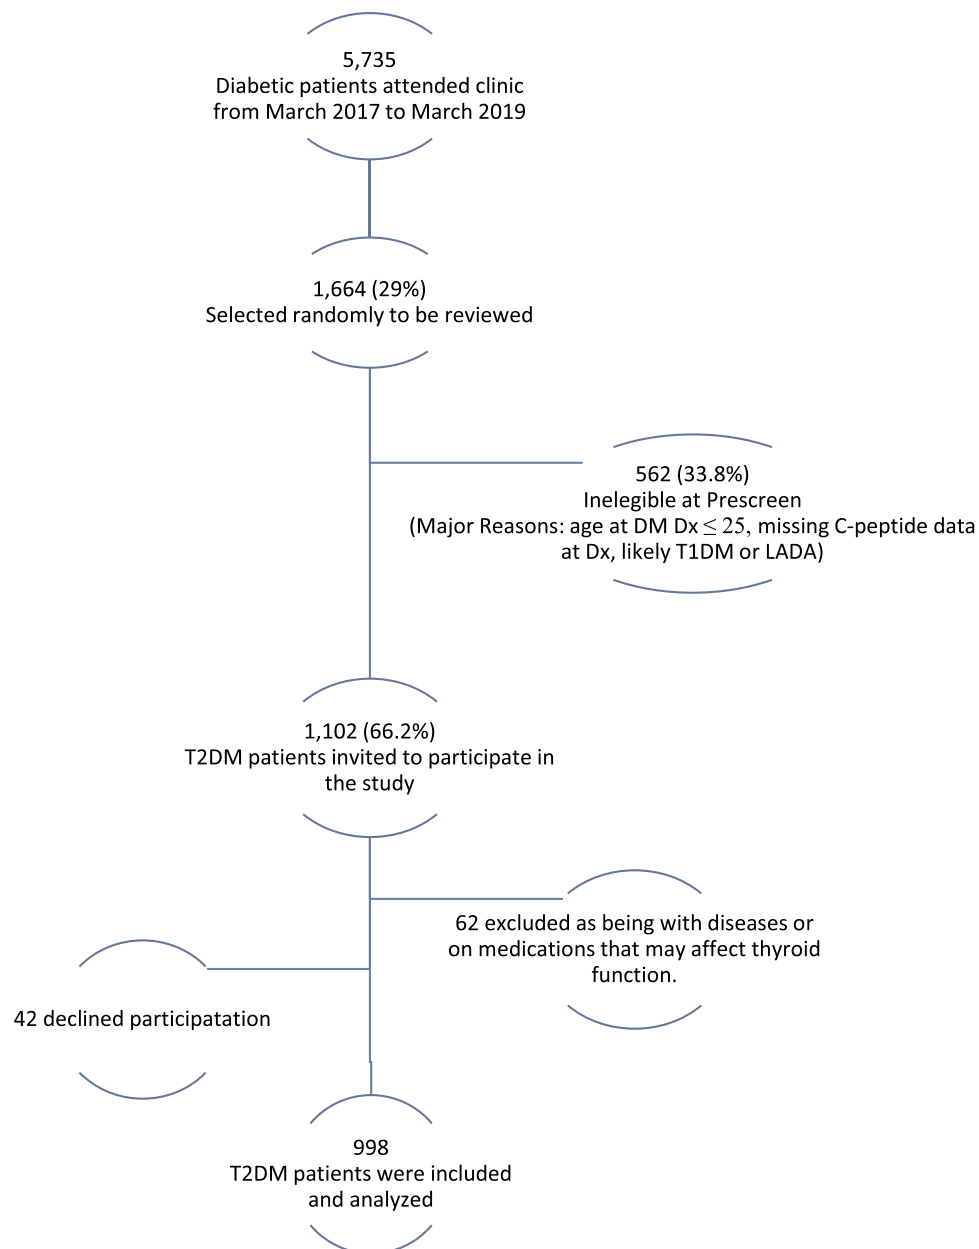 5,735
Diabetic patients attended clinic
from March 2017 to March 2019
1,664 (29%)
Selected randomly to be reviewed
562 (33.8%)
Inelegible at Prescreen
(Major Reasons: age at DM Dx ≤ 25, missing C-peptide data
at Dx, likely T1DM or LADA)
1,102 (66.2%)
T2DM patients invited to participate in
the study
62 excluded as being with diseases or
on medications that may affect thyroid
function.
42 declined participatation
998
T2DM patients were included
and analyzed